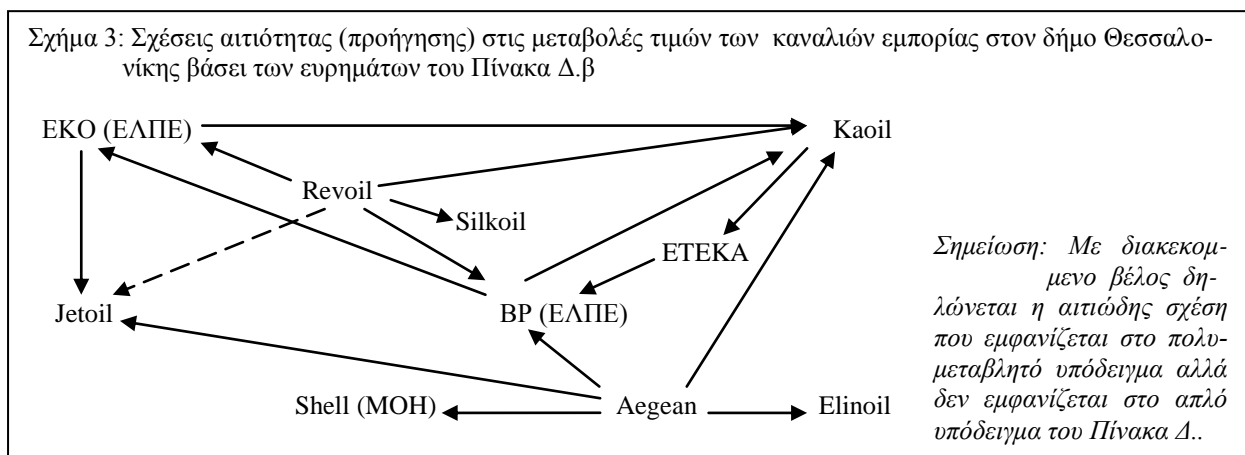 Σχήμα 3: Σχέσεις αιτιότητας (προήγησης) στις μεταβολές τιμών των καναλιών εμπορίας στον δήμο Θεσσαλο-
νίκης βάσει των ευρημάτων του Πίνακα Δ.β
ΕΚΟ (ΕΛΠΕ)
Kaoil
Revoil
Silkoil
ΕΤΕΚΑ
Jetoil
BP (ΕΛΠΕ)
Shell (ΜΟΗ)
Aegean
Elinoil
Σημείωση: Με διακεκομ-
μενο βέλος δη-
λώνεται η αιτιώδης σχέση
που εμφανίζεται στο πολυ-
μεταβλητό υπόδειγμα αλλά
δεν εμφανίζεται στο απλό
υπόδειγμα του Πίνακα Δ..